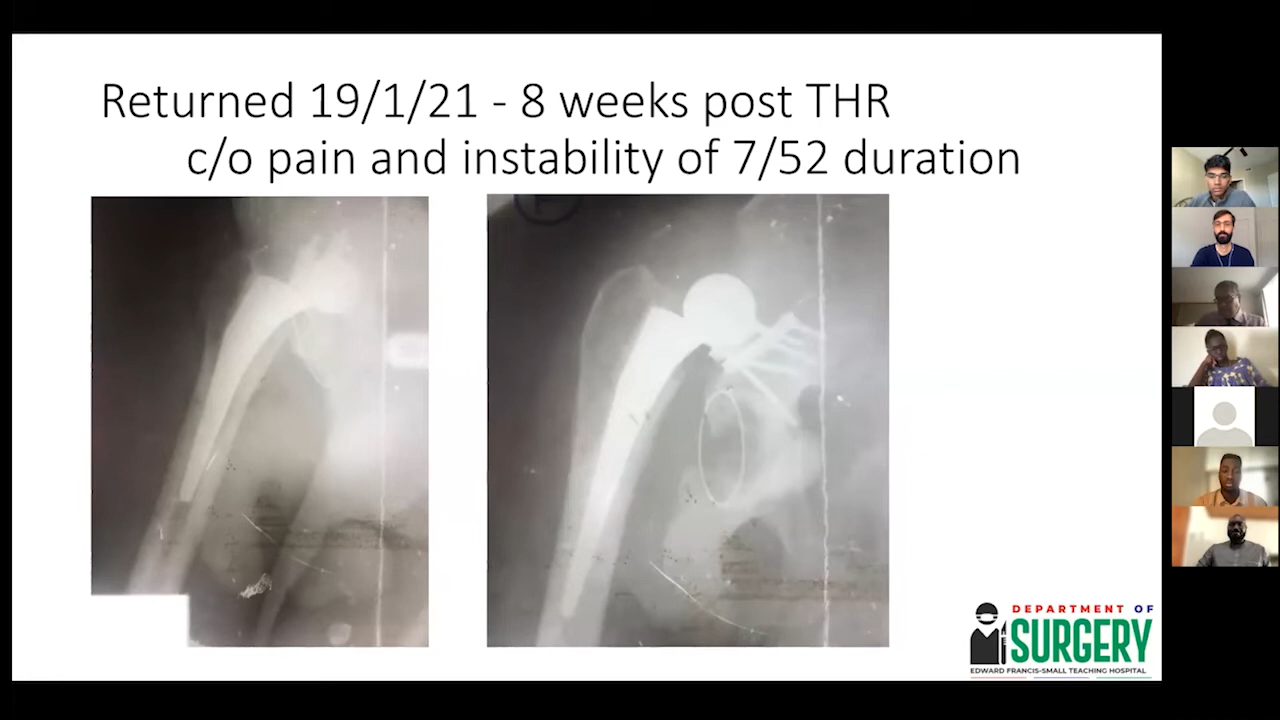 Returned 19/1/21 - 8 weeks post THR
c/o pain and instability of 7/52 duration
DEPARTMENT OF
SURGERY
EDWARD FRANCIS-SMALL TEACHING HOSPITAL